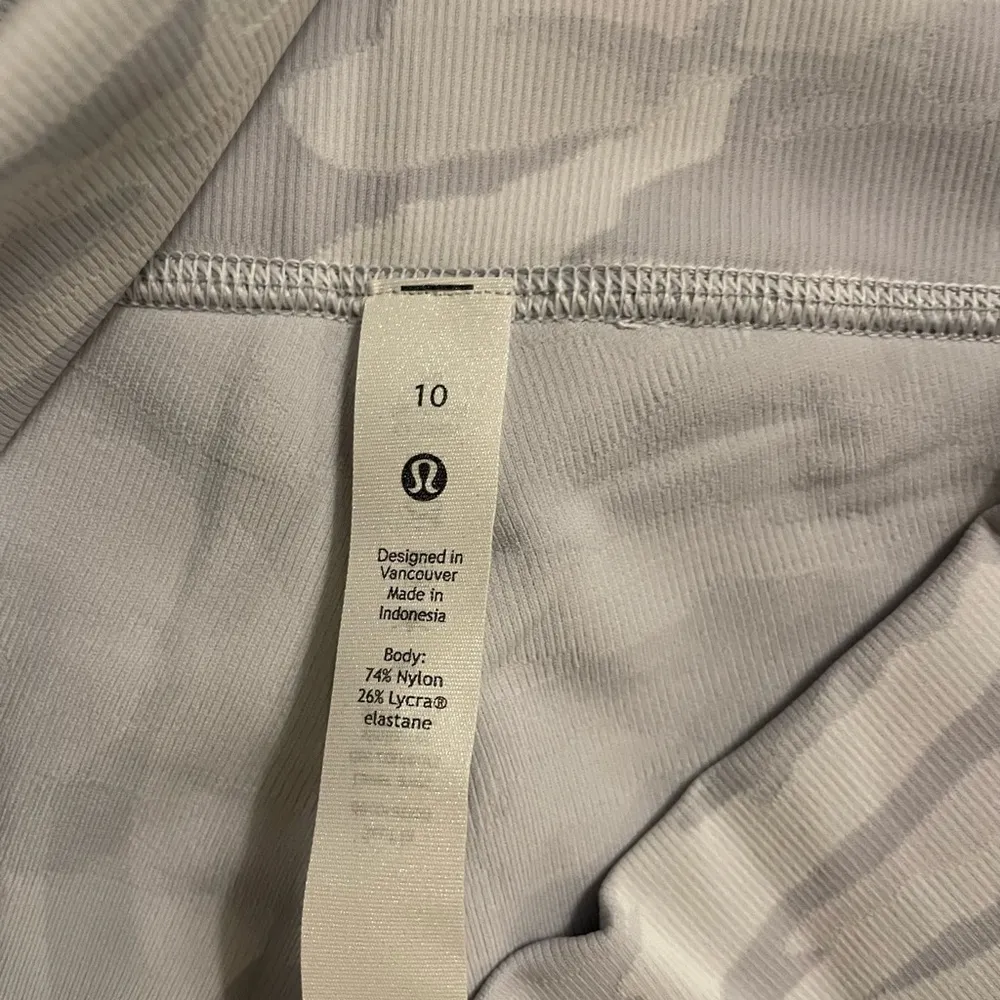 10
Designed in
Vancouver
Made in
Indonesia
Body:
74% Nylon
26% Lycra®
elastane